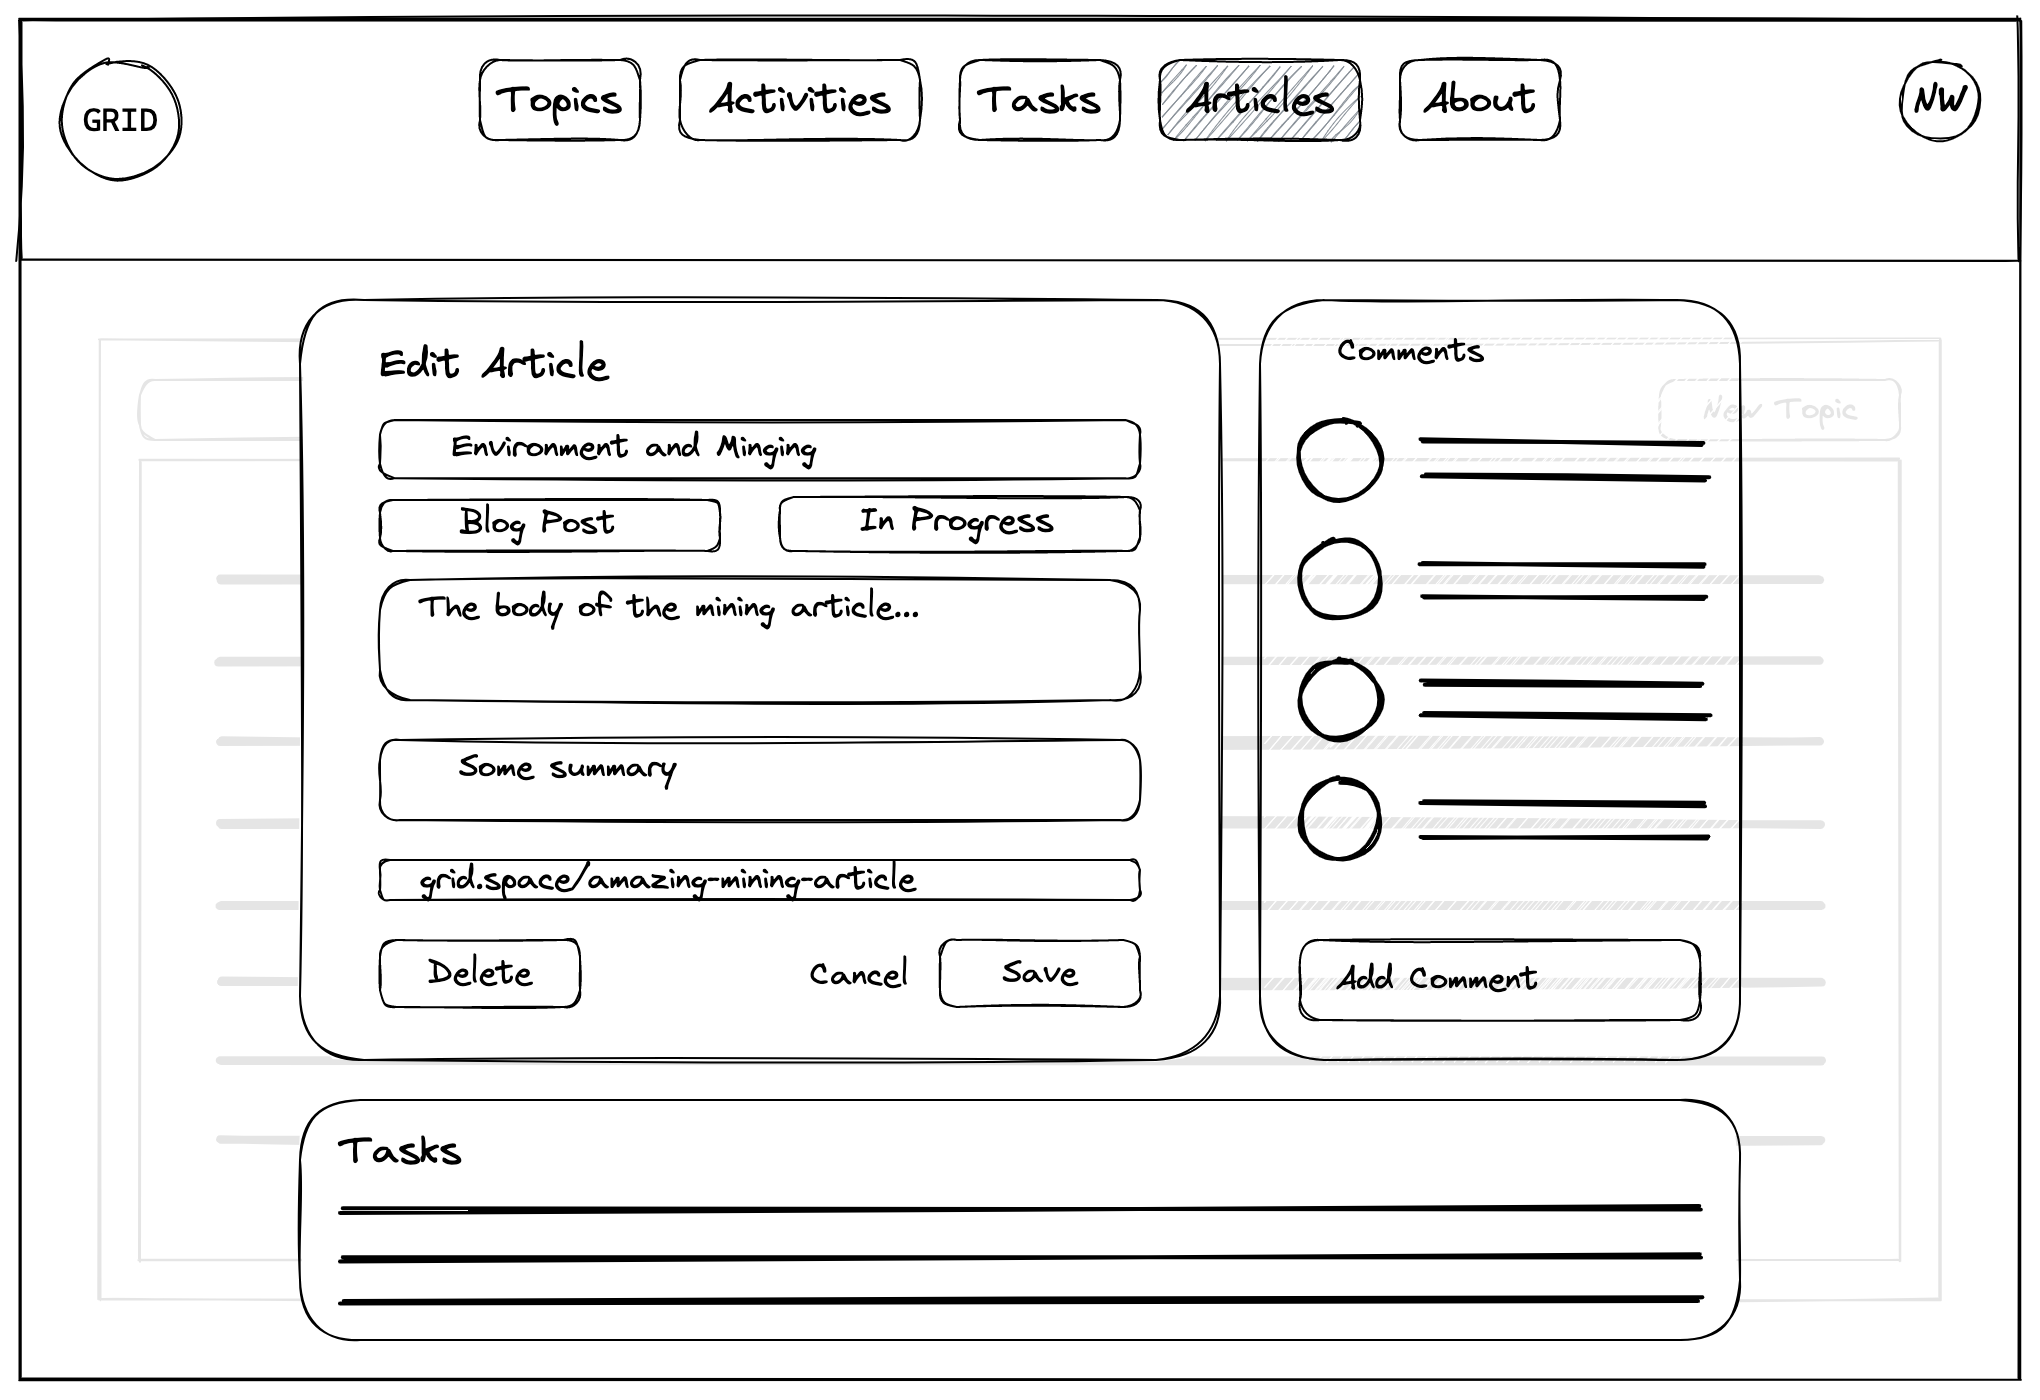 GRID
Topics
Activities
Tasks
Articles
About
NW
Edit Article
Environment and Minging
Blog Post
In Progress
The body of the mining article...
Some summary
grid.space/amazing-mining-article
Delete
Cancel
Save
Comments
New Topic
Add Comment
Tasks